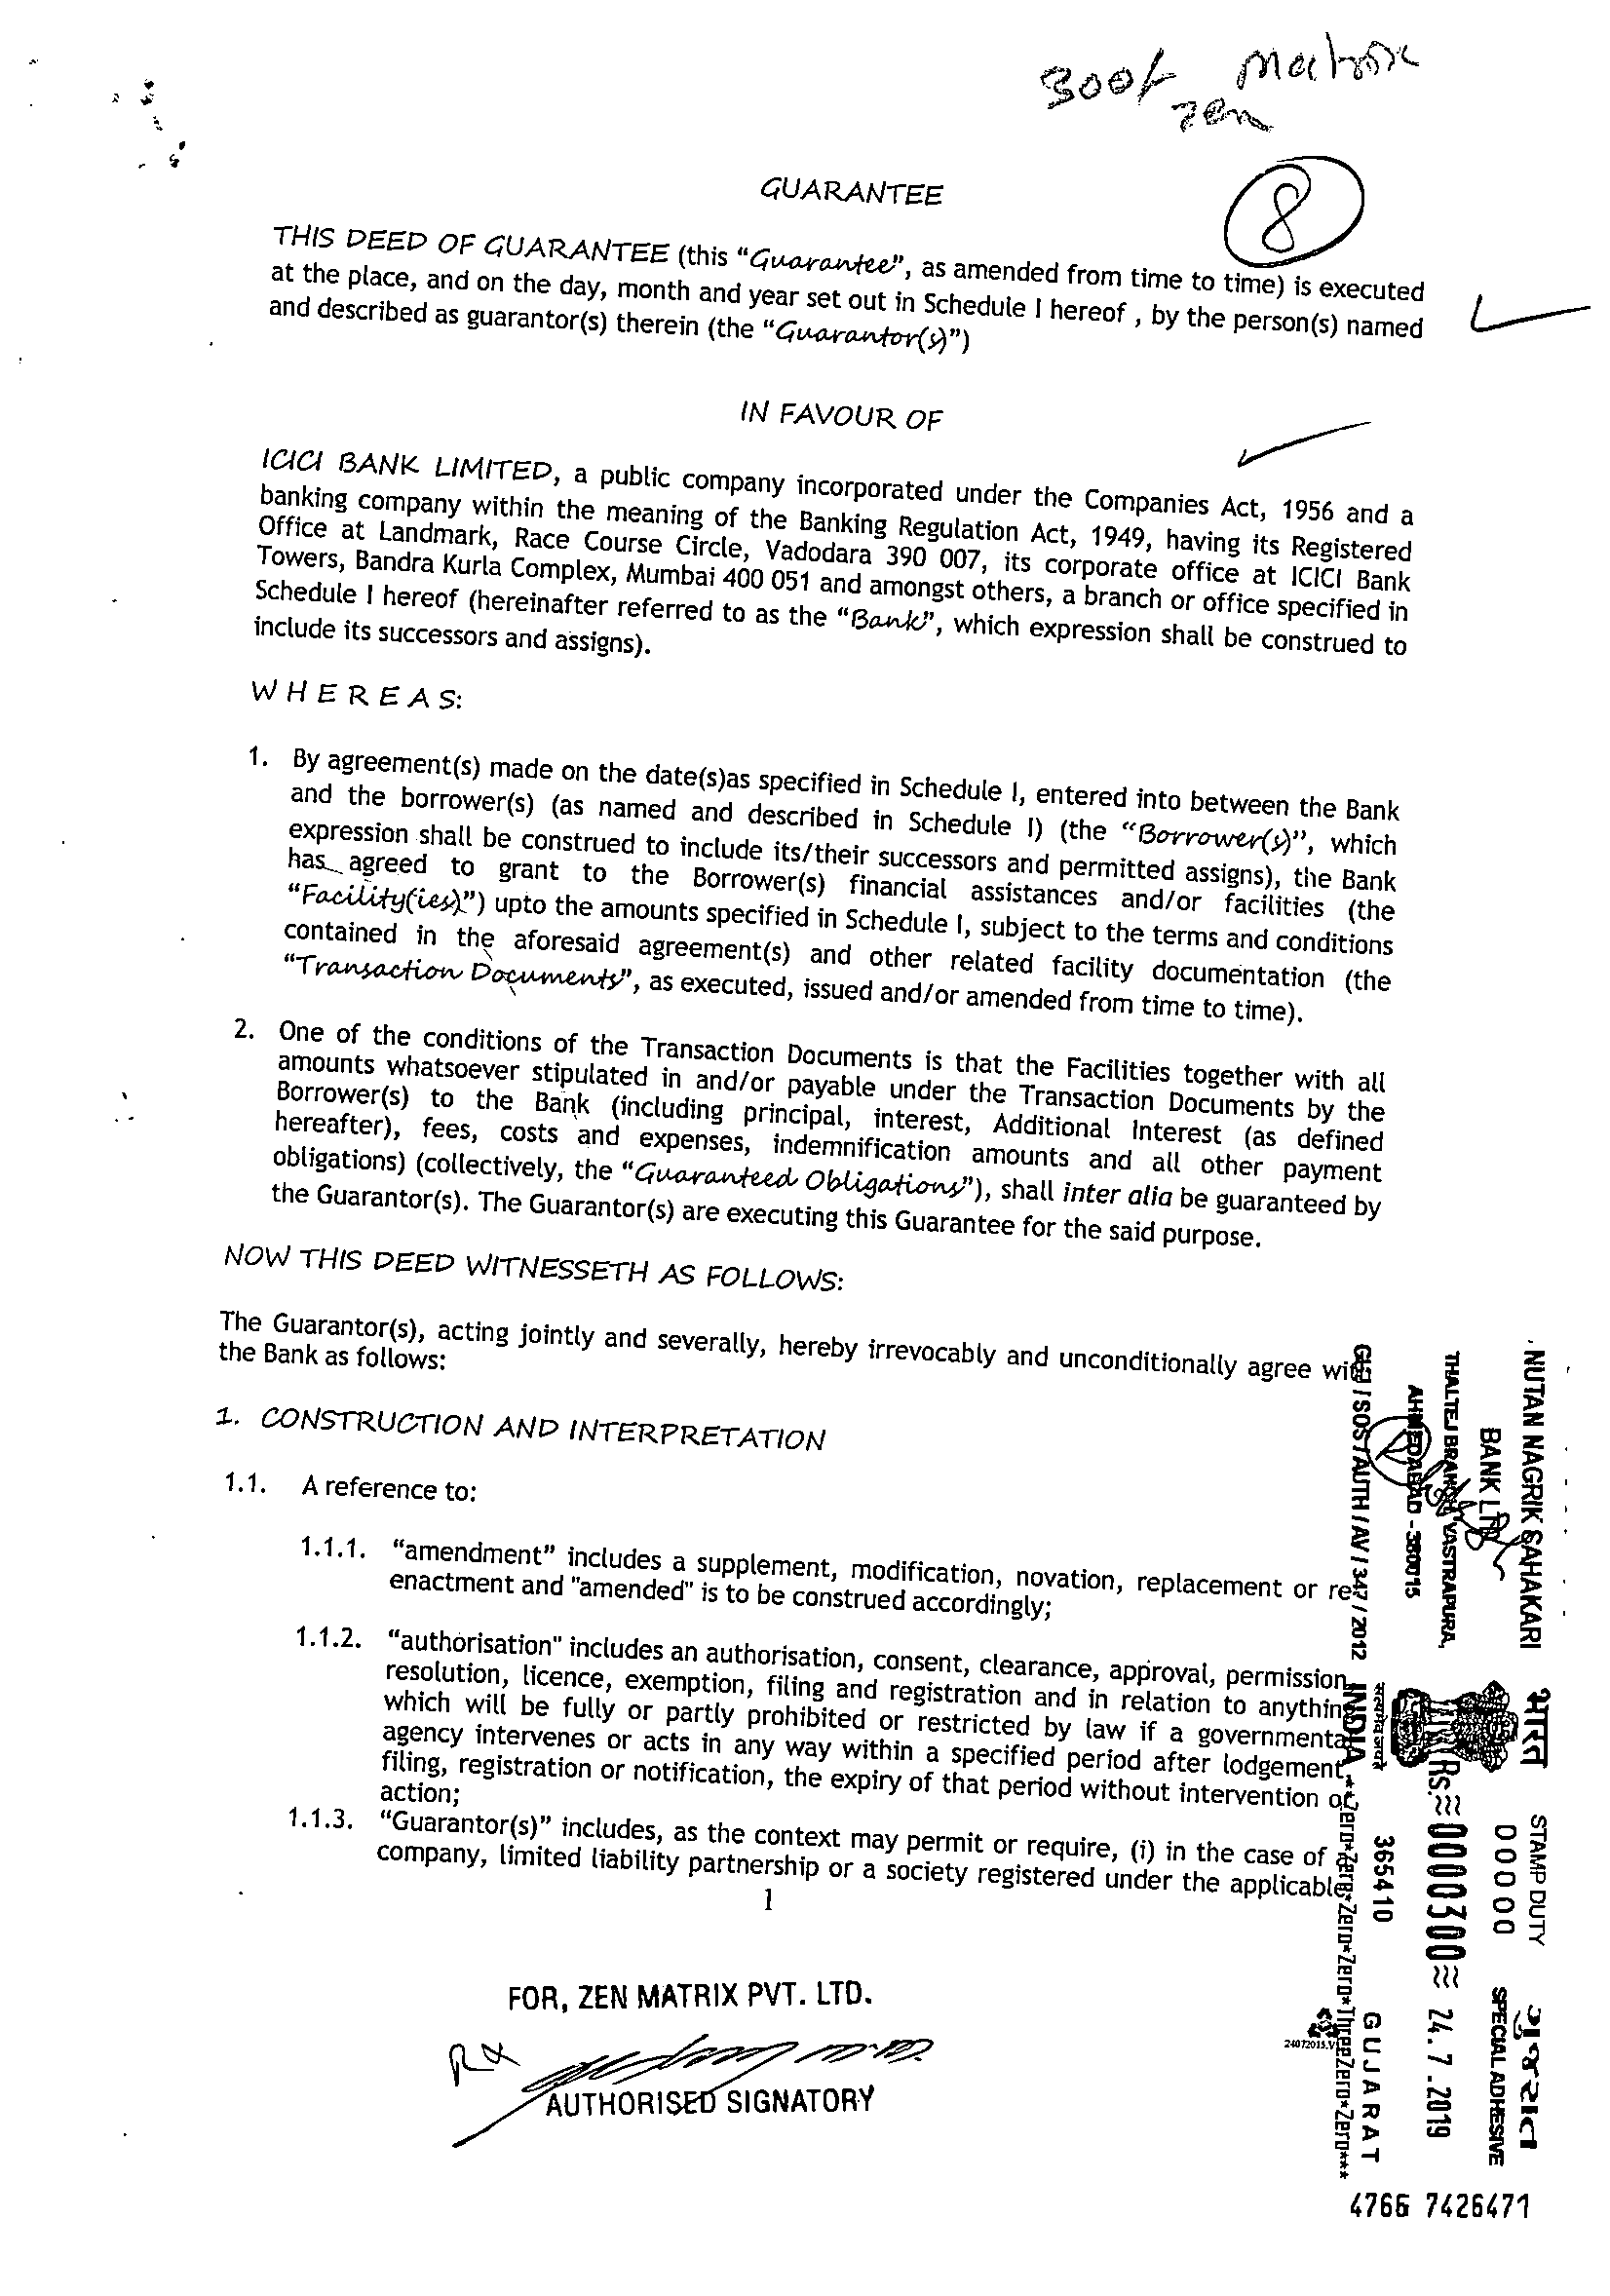 300/- Matrix
Zen
8
GUARANTEE
THIS DEED OF GUARANTEE (this “Guarantee”, as amended from time to time) is executed
at the place, and on the day, month and year set out in Schedule I hereof , by the person(s) named
and described as guarantor(s) therein (the “Guarantor(s)”)
IN FAVOUR OF
ICICI BANK LIMITED, a public company incorporated under the Companies Act, 1956 and a
banking company within the meaning of the Banking Regulation Act, 1949, having its Registered
Office at Landmark, Race Course Circle, Vadodara 390 007, its corporate office at ICICI Bank
Towers, Bandra Kurla Complex, Mumbai 400 051 and amongst others, a branch or office specified in
Schedule I hereof (hereinafter referred to as the “Bank”, which expression shall be construed to
include its successors and assigns).
W H E R E A S:
1. By agreement(s) made on the date(s)as specified in Schedule I, entered into between the Bank
and the borrower(s) (as named and described in Schedule I) (the “Borrower(s)”, which
expression shall be construed to include its/their successors and permitted assigns), the Bank
has agreed to grant to the Borrower(s) financial assistances and/or facilities (the
“Facility(ies)”) upto the amounts specified in Schedule I, subject to the terms and conditions
contained in the aforesaid agreement(s) and other related facility documentation (the
“Transaction Documents”, as executed, issued and/or amended from time to time).
2. One of the conditions of the Transaction Documents is that the Facilities together with all
amounts whatsoever stipulated in and/or payable under the Transaction Documents by the
Borrower(s) to the Bank (including principal, interest, Additional Interest (as defined
hereafter), fees, costs and expenses, indemnification amounts and all other payment
obligations) (collectively, the “Guaranteed Obligations”), shall inter alia be guaranteed by
the Guarantor(s). The Guarantor(s) are executing this Guarantee for the said purpose.
NOW THIS DEED WITNESSETH AS FOLLOWS:
The Guarantor(s), acting jointly and severally, hereby irrevocably and unconditionally agree with
the Bank as follows:
1. CONSTRUCTION AND INTERPRETATION
1.1. A reference to:
1.1.1. “amendment” includes a supplement, modification, novation, replacement or re-
enactment and "amended" is to be construed accordingly;
1.1.2. “authorisation" includes an authorisation, consent, clearance, approval, permission,
resolution, licence, exemption, filing and registration and in relation to anything
which will be fully or partly prohibited or restricted by law if a governmental
agency intervenes or acts in any way within a specified period after lodgement,
filing, registration or notification, the expiry of that period without intervention or
action;
1.1.3. “Guarantor(s)” includes, as the context may permit or require, (i) in the case of a
company, limited liability partnership or a society registered under the applicable
1
FOR, ZEN MATRIX PVT. LTD.
AUTHORISED SIGNATORY
NUTAN NAGRIK SAHAKARI
BANK LTD
THALTEJ BRANCH VASTRAPURA,
AHMEDABAD - 380015
GUJ / SOS / AUTH / AV / 347 / 2012
भारत
सत्यमेव जयते
INDIA
STAMP DUTY
00000
Rs.≈0000300≈ 24.7.2019
365410
**Zero*Zero*Zero*Zero*ThreeZero*Zero***
ગુજરાત
SPECIAL ADHESIVE
GUJARAT
4766 7426471